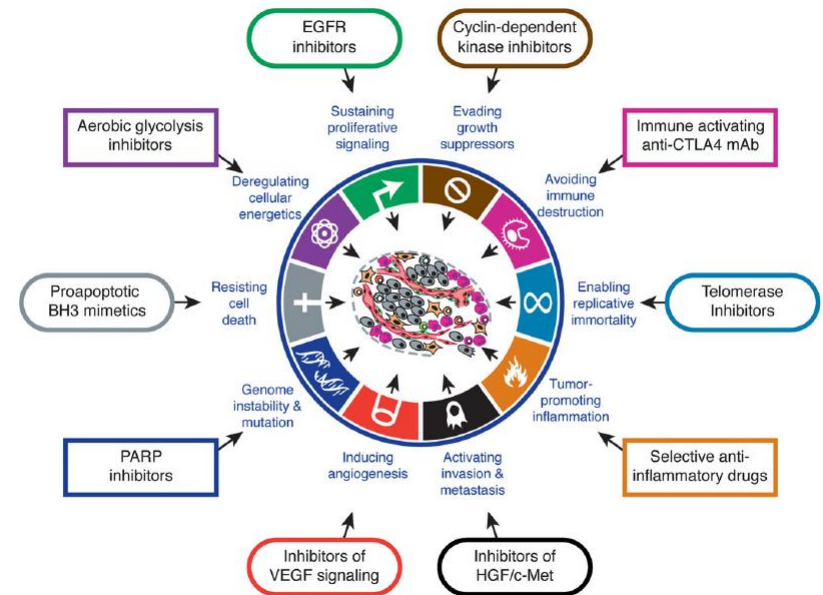 EGFR
inhibitors
Cyclin-dependent
kinase inhibitors
Sustaining
proliferative
signaling
Evading
growth
suppressors
Aerobic glycolysis
inhibitors
Immune activating
anti-CTLA4 mAb
Deregulating
cellular
energetics
Avoiding
immune
destruction
Proapoptotic
BH3 mimetics
Resisting
cell
death
Enabling
replicative
immortality
Telomerase
Inhibitors
Genome
instability &
mutation
Tumor-
promoting
inflammation
PARP
inhibitors
Inducing
angiogenesis
Activating
invasion &
metastasis
Selective anti-
inflammatory drugs
Inhibitors of
VEGF signaling
Inhibitors of
HGF/c-Met